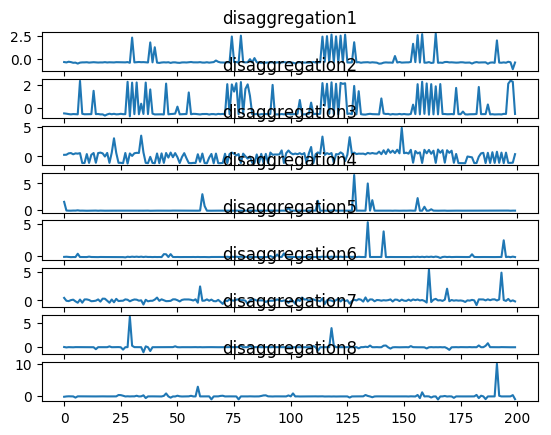 disaggregation1
2.5
0.0
disaggregation2
2
0
disaggregation3
5
0
disaggregation4
5
0
disaggregation5
5
0
disaggregation6
5
0
disaggregation7
5
0
disaggregation8
10
0
0 25 50 75 100 125 150 175 200